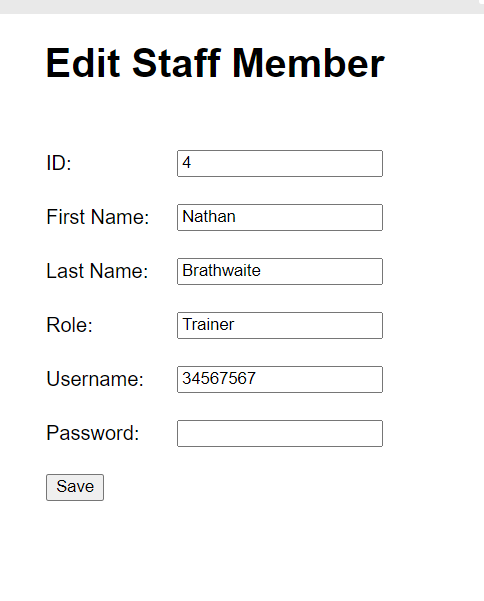 Edit Staff Member
ID: 4
First Name: Nathan
Last Name: Brathwaite
Role: Trainer
Username: 34567567
Password:
Save